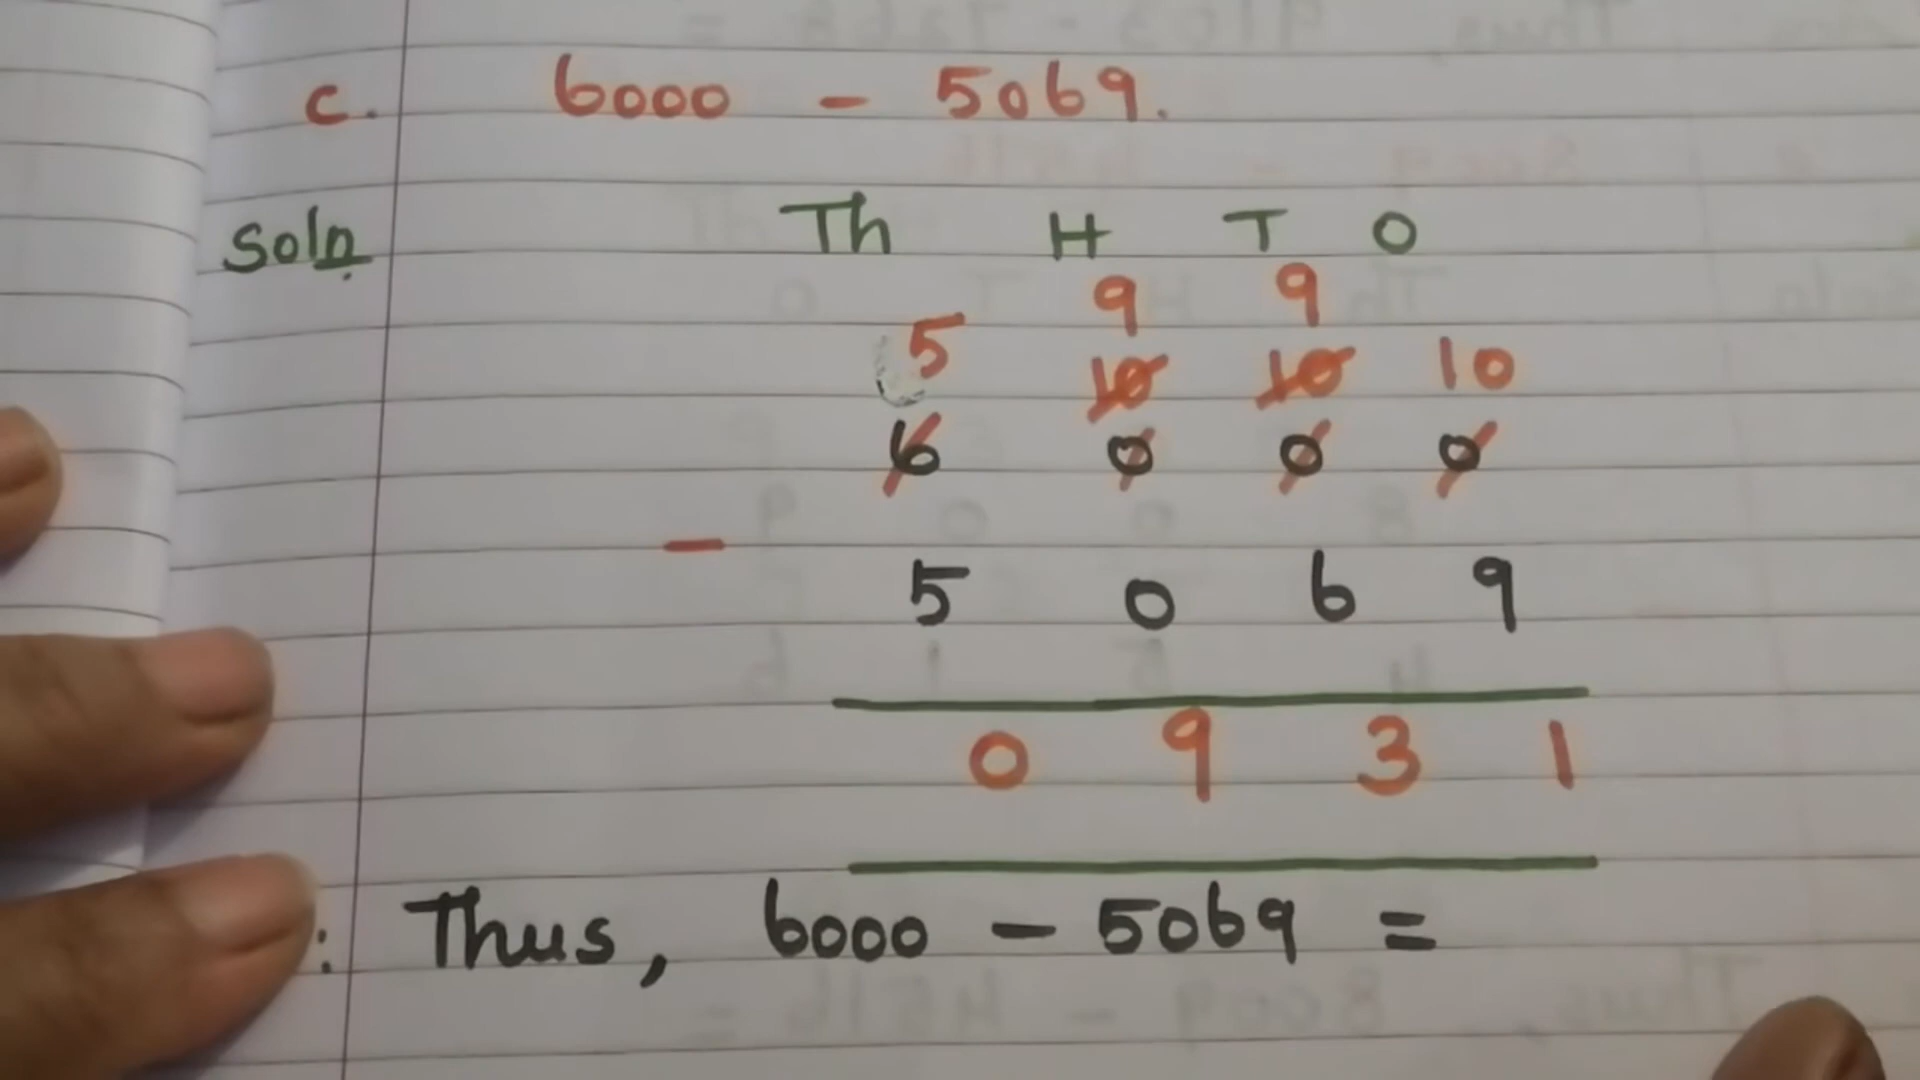 c. 6000 - 5069.
Soln Th H T O
9 9
5 10 10 10
6 0 0 0
- 5 0 6 9
0 9 3 1
: Thus, 6000 - 5069 =